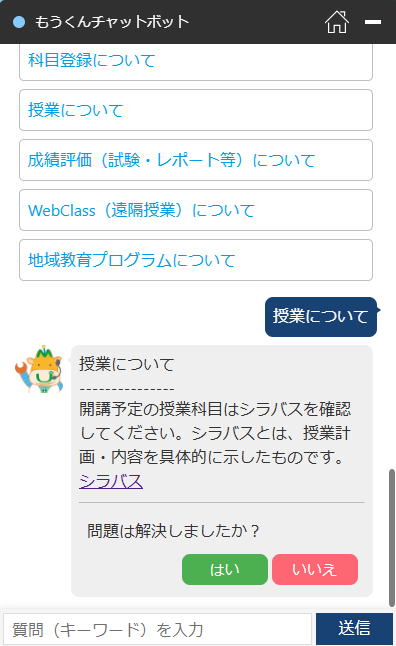 もうくんチャットボット
科目登録について
授業について
成績評価（試験・レポート等）について
WebClass（遠隔授業）について
地域教育プログラムについて
授業について
授業について
---------------
開講予定の授業科目はシラバスを確認
してください。シラバスとは、授業計
画・内容を具体的に示したものです。
シラバス
問題は解決しましたか？
はい
いいえ
質問（キーワード）を入力
送信